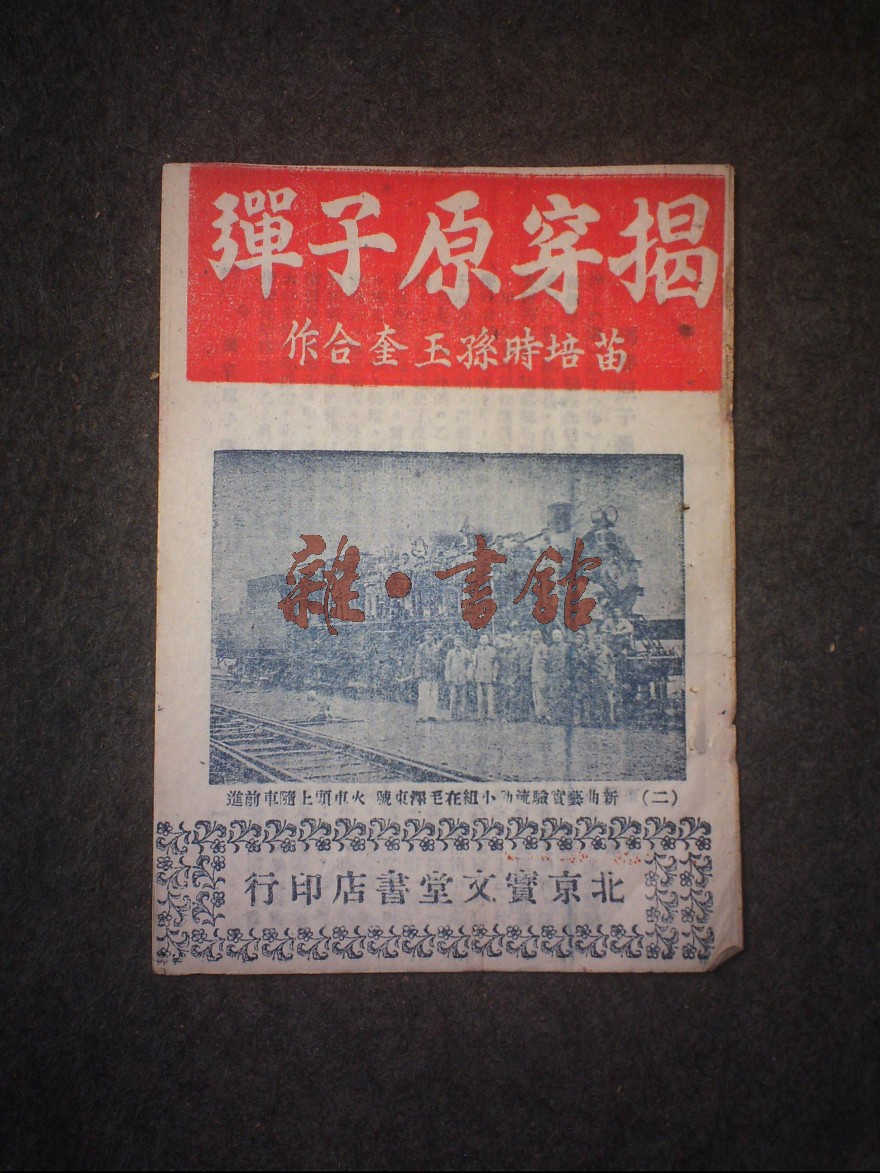 揭穿原子彈
苗培時孫玉奎合作
雜·書館
(二) 新曲藝實驗流動小組在毛澤東號 火車頭上隨車前進
北京寶文堂書店印行